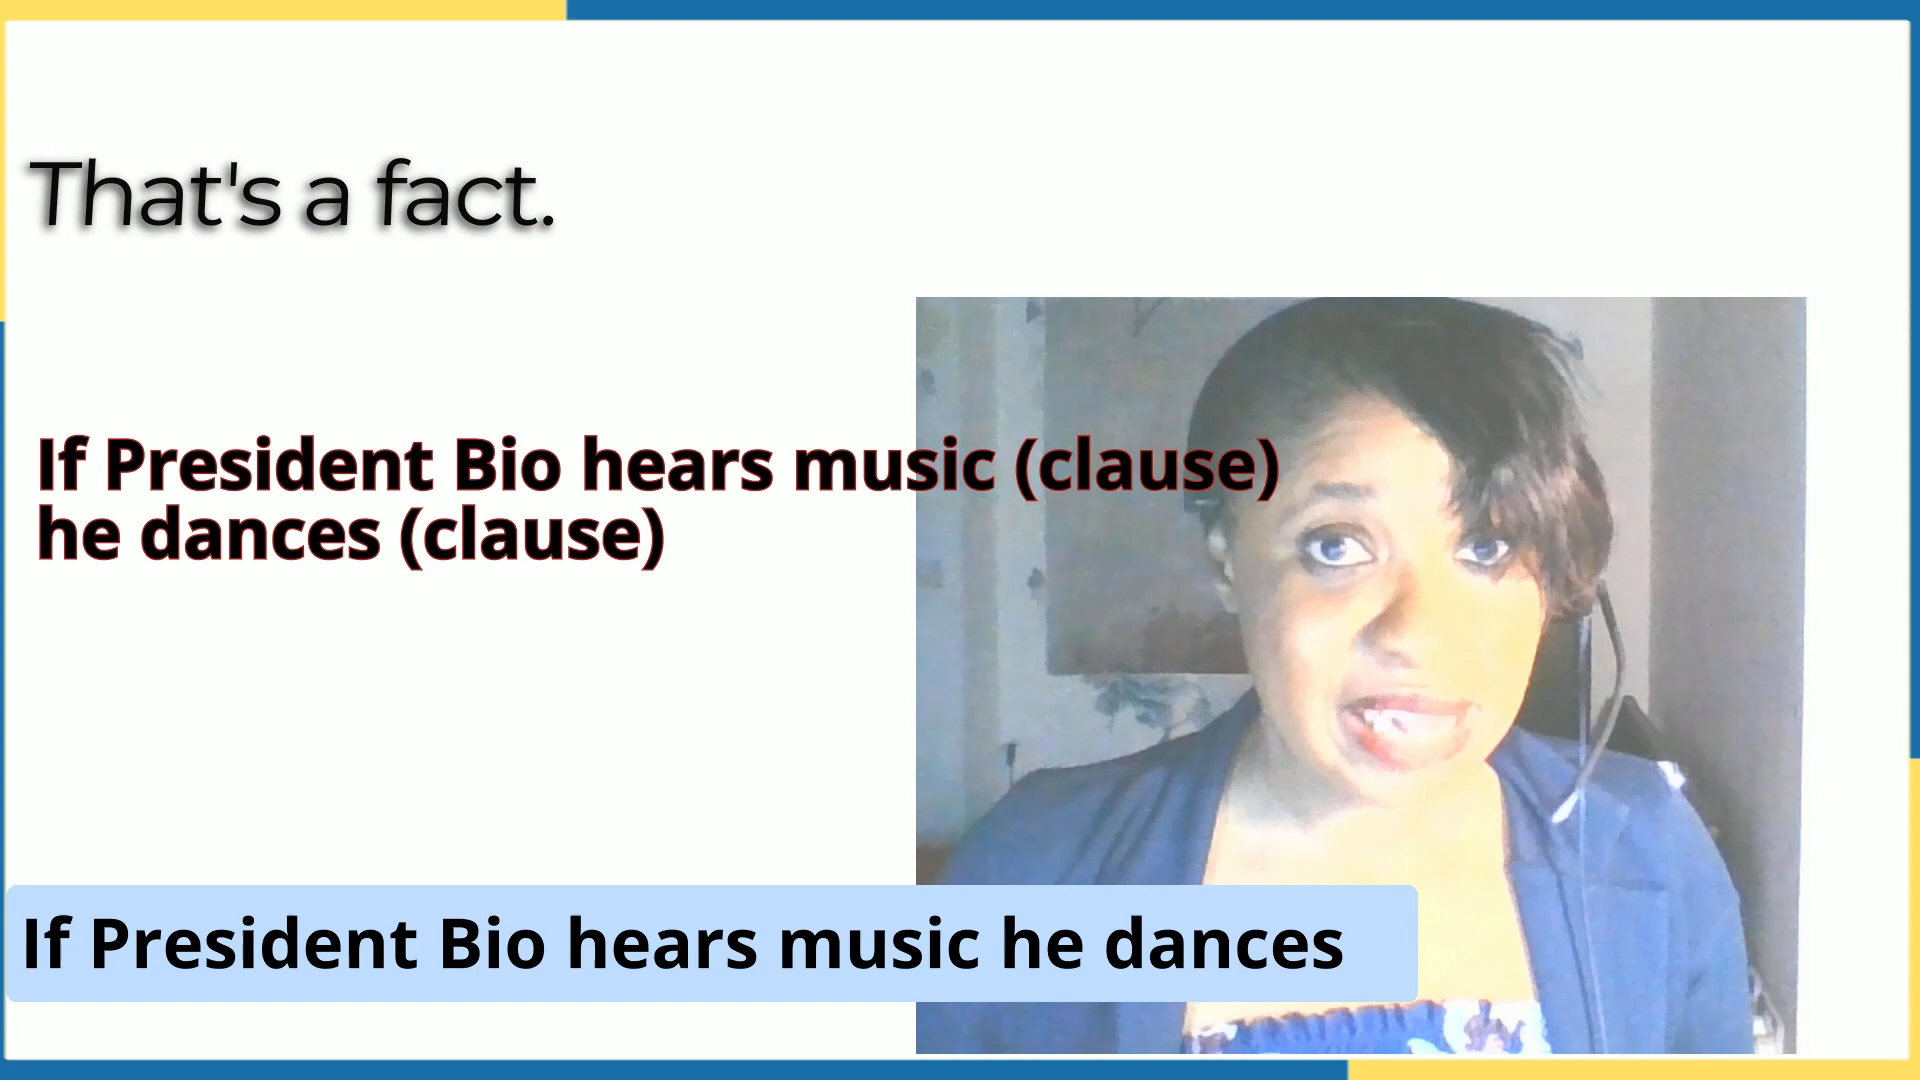 That's a fact.
If President Bio hears music (clause)
he dances (clause)
If President Bio hears music he dances